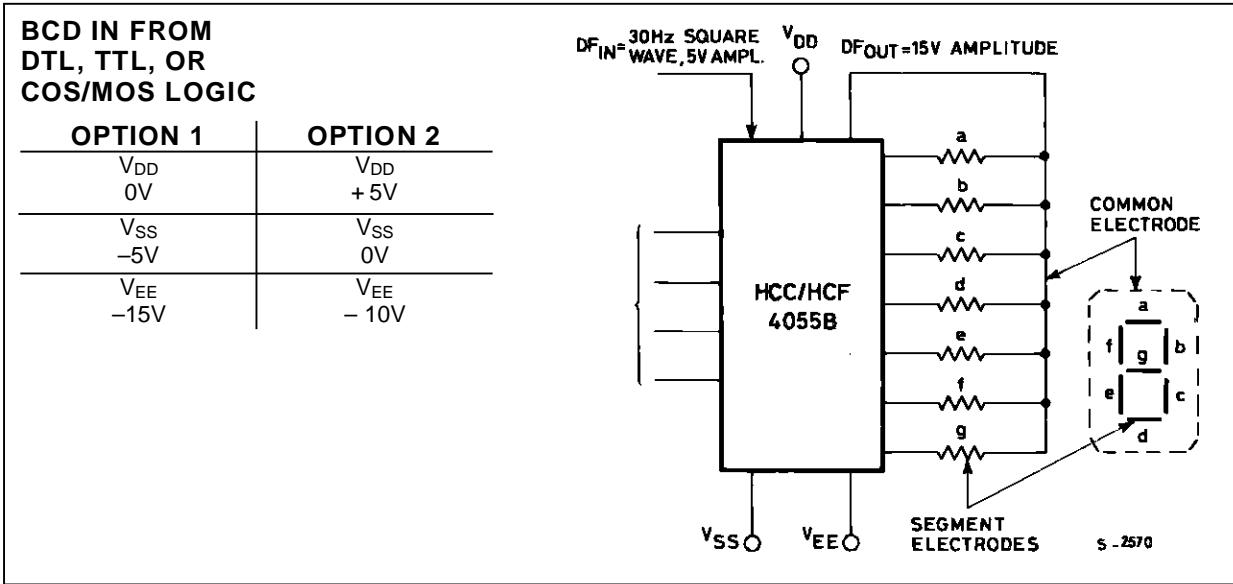 BCD IN FROM
DTL, TTL, OR
COS/MOS LOGIC
OPTION 1 OPTION 2
VDD VDD
0V + 5V
VSS VSS
–5V 0V
VEE VEE
–15V – 10V
DFIN= 30Hz SQUARE
WAVE, 5V AMPL.
VDD
DFOUT=15V AMPLITUDE
a
b
c
d
e
f
g
HCC/HCF
4055B
COMMON
ELECTRODE
a
f g b
e c
d
VSS VEE
SEGMENT
ELECTRODES
S-2570